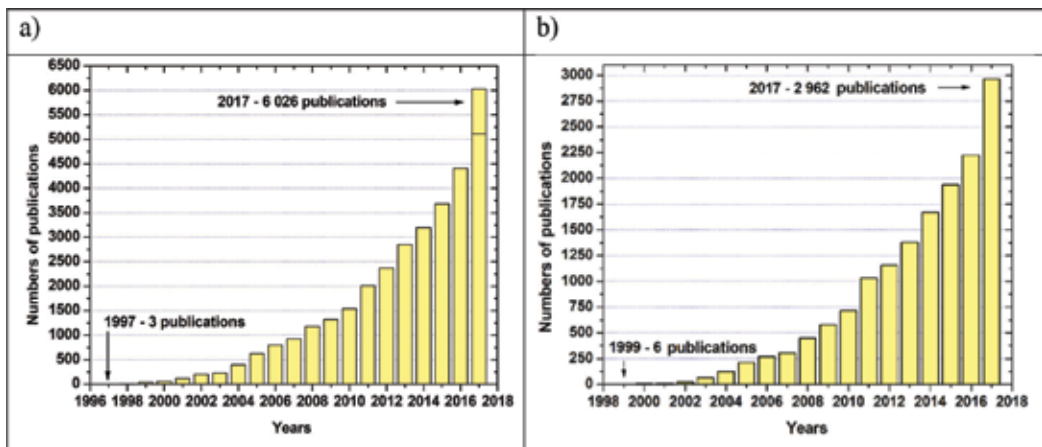 a)
6500
6000
5500
5000
4500
4000
3500
3000
2500
2000
1500
1000
500
0
Numbers of publications
2017 - 6 026 publications
1997 - 3 publications
1996 1998 2000 2002 2004 2006 2008 2010 2012 2014 2016 2018
Years
b)
3000
2750
2500
2250
2000
1750
1500
1250
1000
750
500
250
0
Numbers of publications
2017 - 2 962 publications
1999 - 6 publications
1998 2000 2002 2004 2006 2008 2010 2012 2014 2016 2018
Years